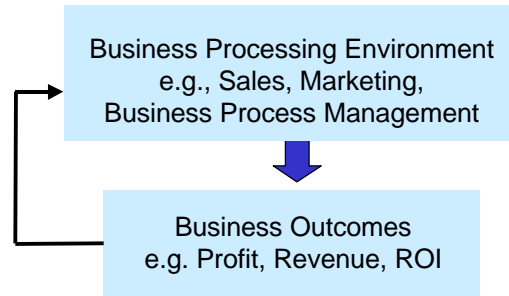 Business Processing Environment
e.g., Sales, Marketing,
Business Process Management
Business Outcomes
e.g. Profit, Revenue, ROI